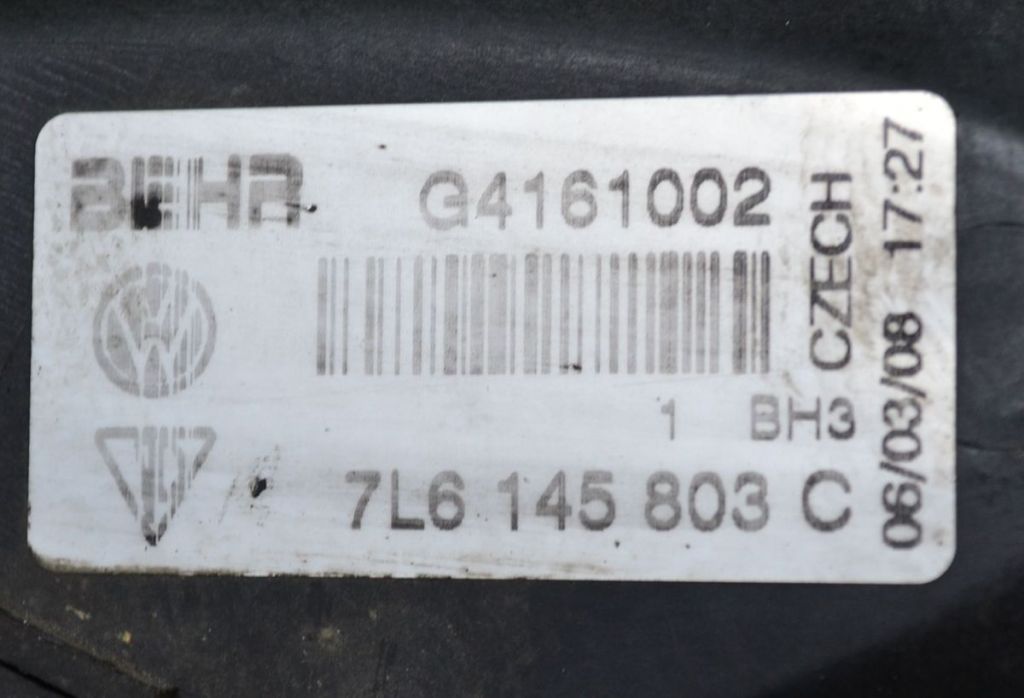 BEHR
G4161002
1 BH3
7L6 145 803 C
CZECH
06/03/08 17:27